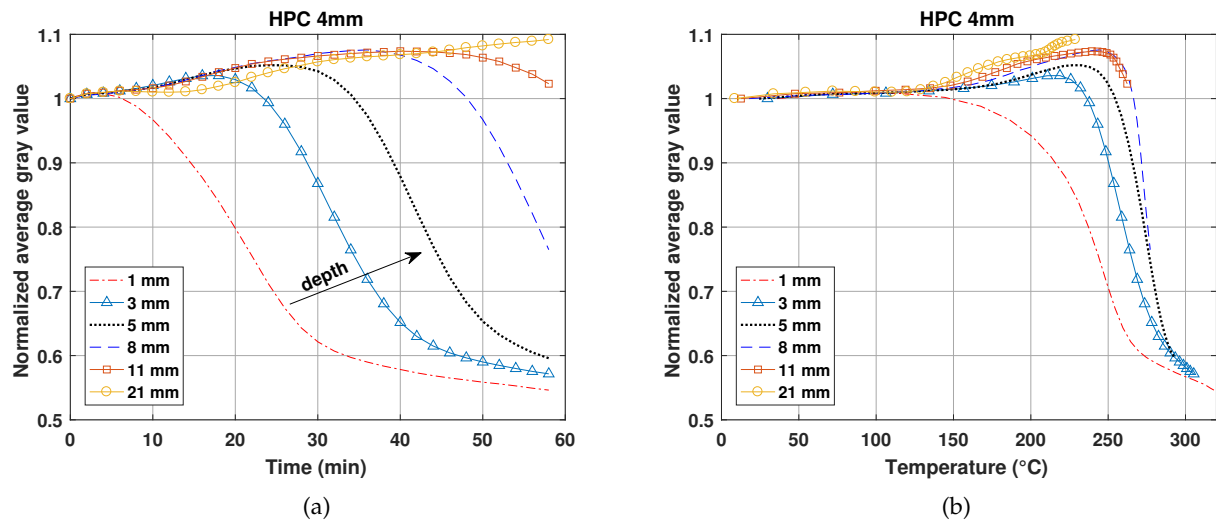 HPC 4mm
Normalized average gray value
1.1
1
0.9
0.8
0.7
0.6
0.5
depth
1 mm
3 mm
5 mm
8 mm
11 mm
21 mm
0 10 20 30 40 50 60
Time (min)
(a)
HPC 4mm
Normalized average gray value
1.1
1
0.9
0.8
0.7
0.6
0.5
1 mm
3 mm
5 mm
8 mm
11 mm
21 mm
0 50 100 150 200 250 300
Temperature (°C)
(b)